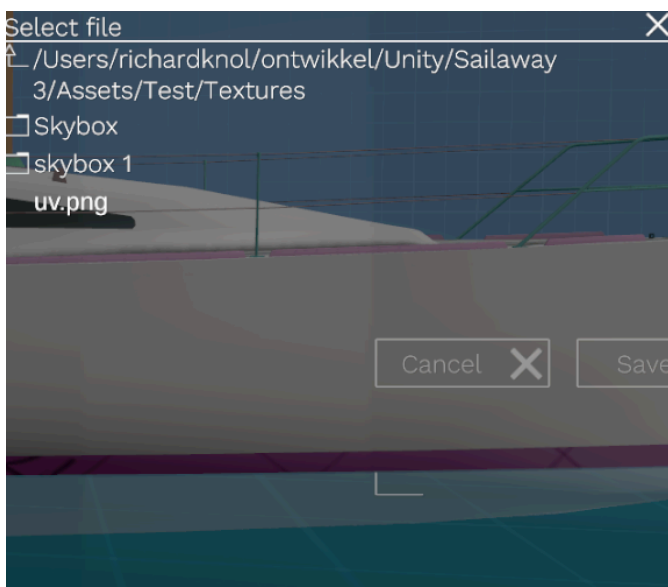 Select file
/Users/richardknol/ontwikkel/Unity/Sailaway
3/Assets/Test/Textures
Skybox
skybox 1
uv.png
Cancel
Save